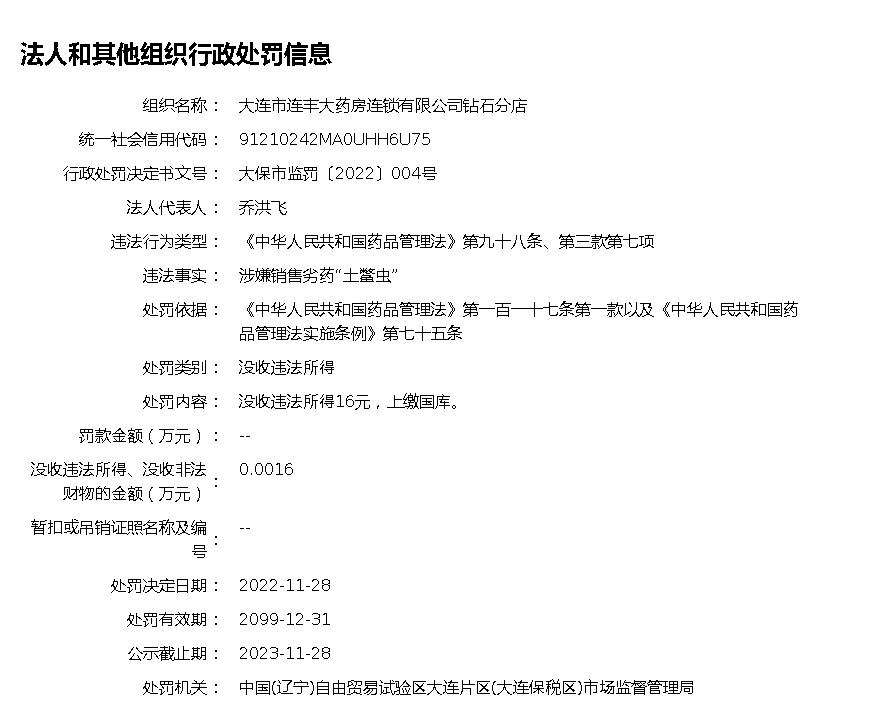 法人和其他组织行政处罚信息
组织名称： 大连市连丰大药房连锁有限公司钻石分店
统一社会信用代码： 91210242MA0UHH6U75
行政处罚决定书文号： 大保市监罚〔2022〕004号
法人代表人： 乔洪飞
违法行为类型： 《中华人民共和国药品管理法》第九十八条、第三款第七项
违法事实： 涉嫌销售劣药“土鳖虫”
处罚依据： 《中华人民共和国药品管理法》第一百一十七条第一款以及《中华人民共和国药
品管理法实施条例》第七十五条
处罚类别： 没收违法所得
处罚内容： 没收违法所得16元，上缴国库。
罚款金额（万元）： --
没收违法所得、没收非法
财物的金额（万元）： 0.0016
暂扣或吊销证照名称及编
号： --
处罚决定日期： 2022-11-28
处罚有效期： 2099-12-31
公示截止期： 2023-11-28
处罚机关： 中国(辽宁)自由贸易试验区大连片区(大连保税区)市场监督管理局